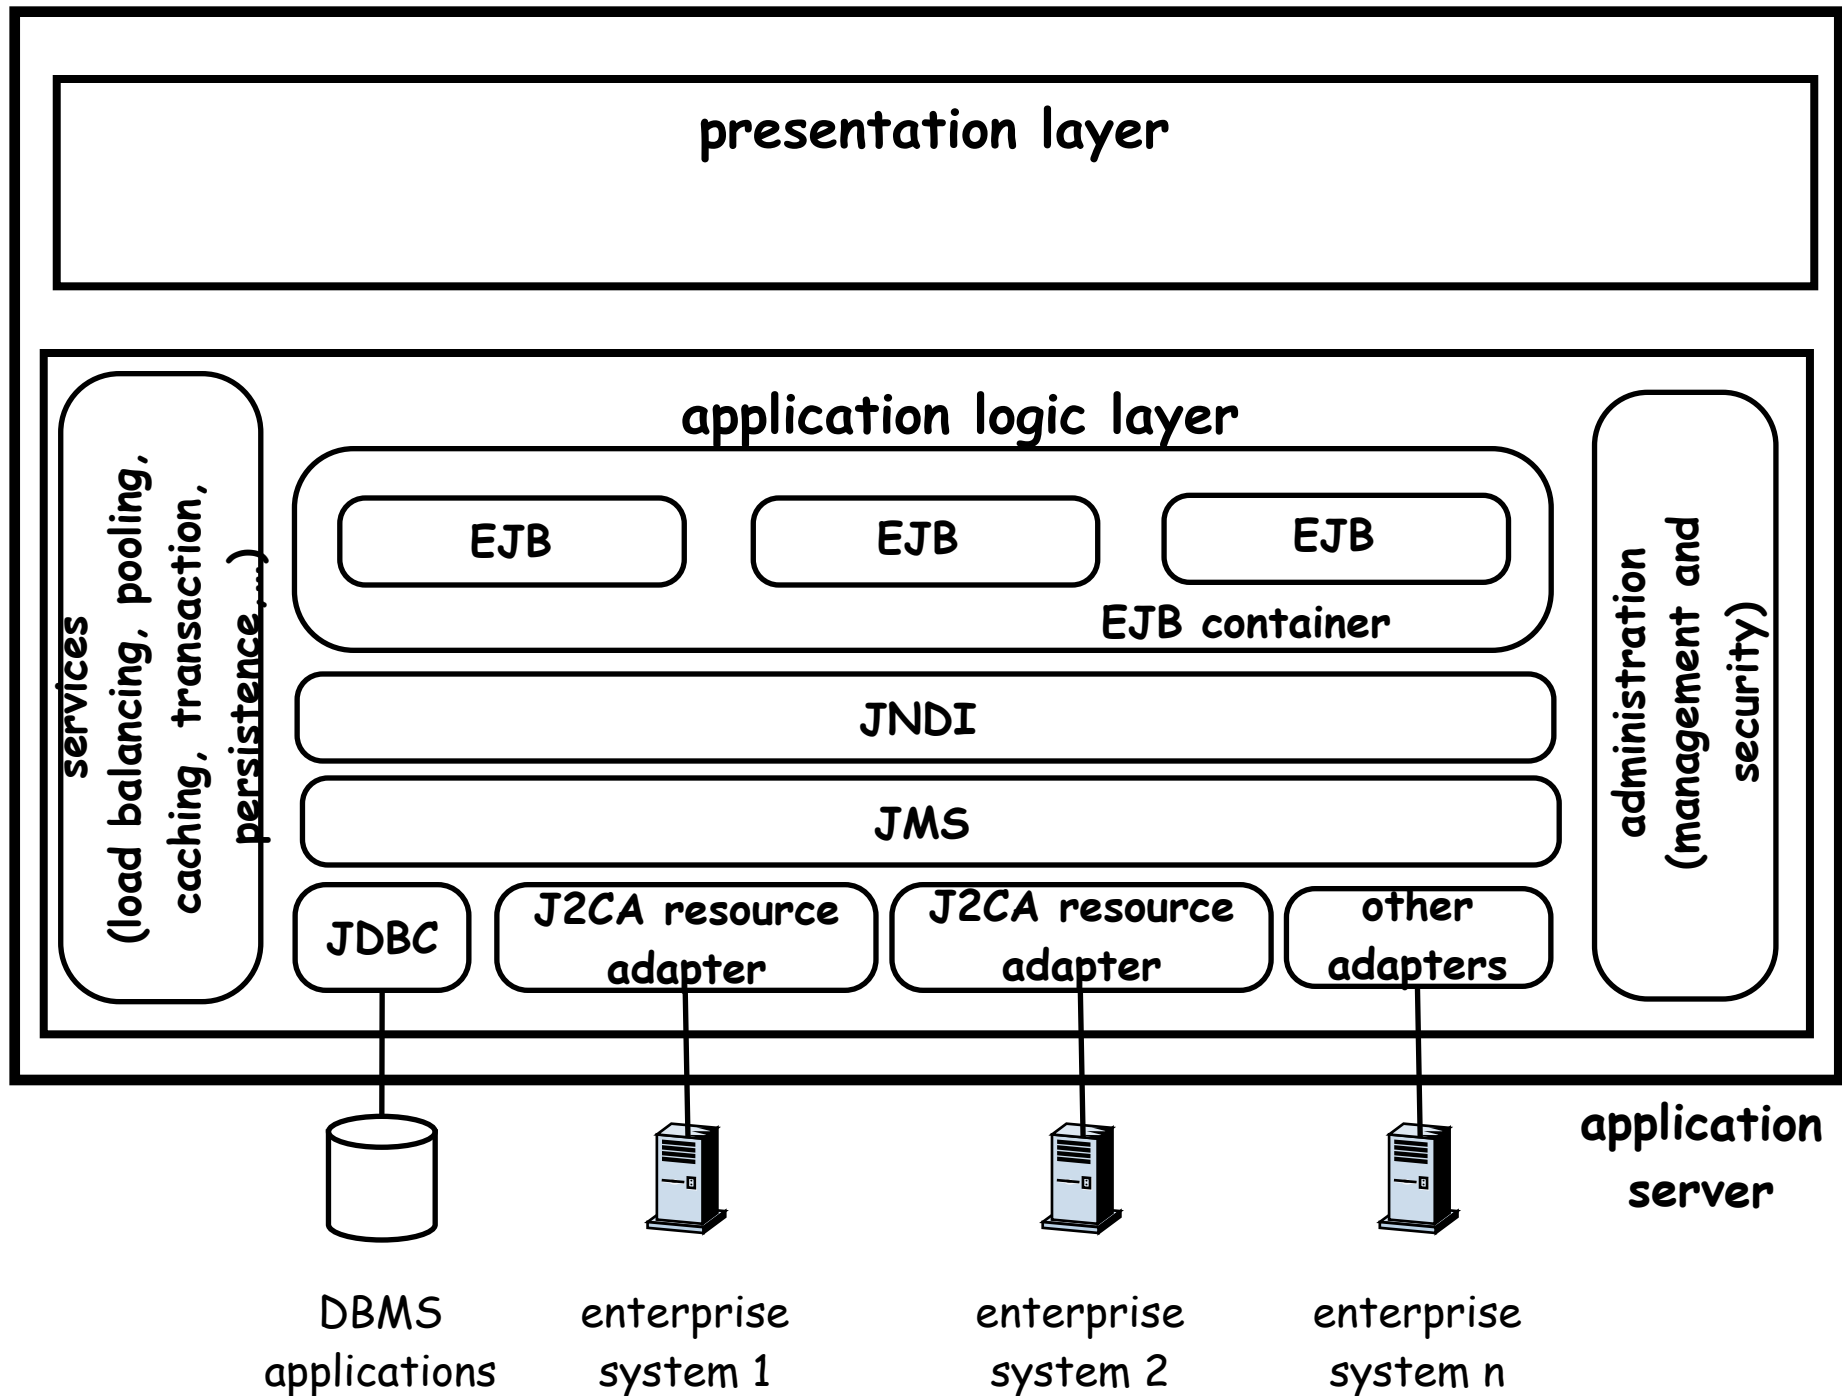 presentation layer
application logic layer
services
(load balancing, pooling,
caching, transaction,
persistence,...)
EJB
EJB
EJB
EJB container
JNDI
JMS
JDBC
J2CA resource
adapter
J2CA resource
adapter
other
adapters
administration
(management and
security)
application
server
DBMS
applications
enterprise
system 1
enterprise
system 2
enterprise
system n